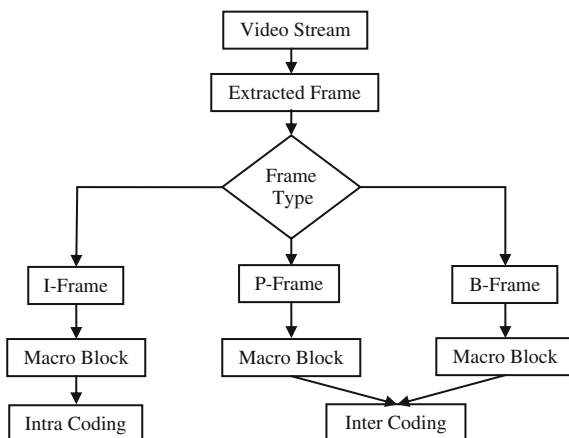 Video Stream
Extracted Frame
Frame
Type
I-Frame
P-Frame
B-Frame
Macro Block
Macro Block
Macro Block
Intra Coding
Inter Coding